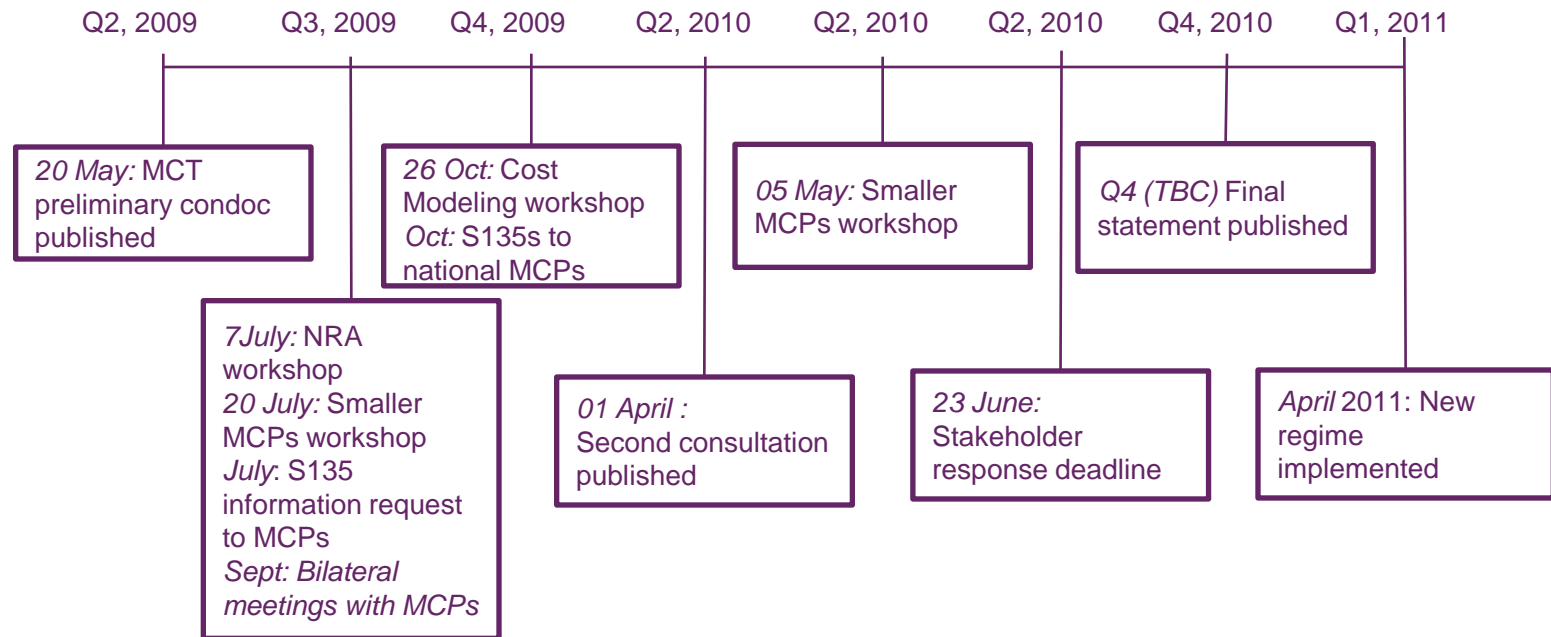 Q2, 2009 Q3, 2009 Q4, 2009 Q2, 2010 Q2, 2010 Q2, 2010 Q4, 2010 Q1, 2011
20 May: MCT
preliminary condoc
published
7July: NRA
workshop
20 July: Smaller
MCPs workshop
July: S135
information request
to MCPs
Sept: Bilateral
meetings with MCPs
26 Oct: Cost
Modeling workshop
Oct: S135s to
national MCPs
01 April :
Second consultation
published
05 May: Smaller
MCPs workshop
23 June:
Stakeholder
response deadline
Q4 (TBC) Final
statement published
April 2011: New
regime
implemented